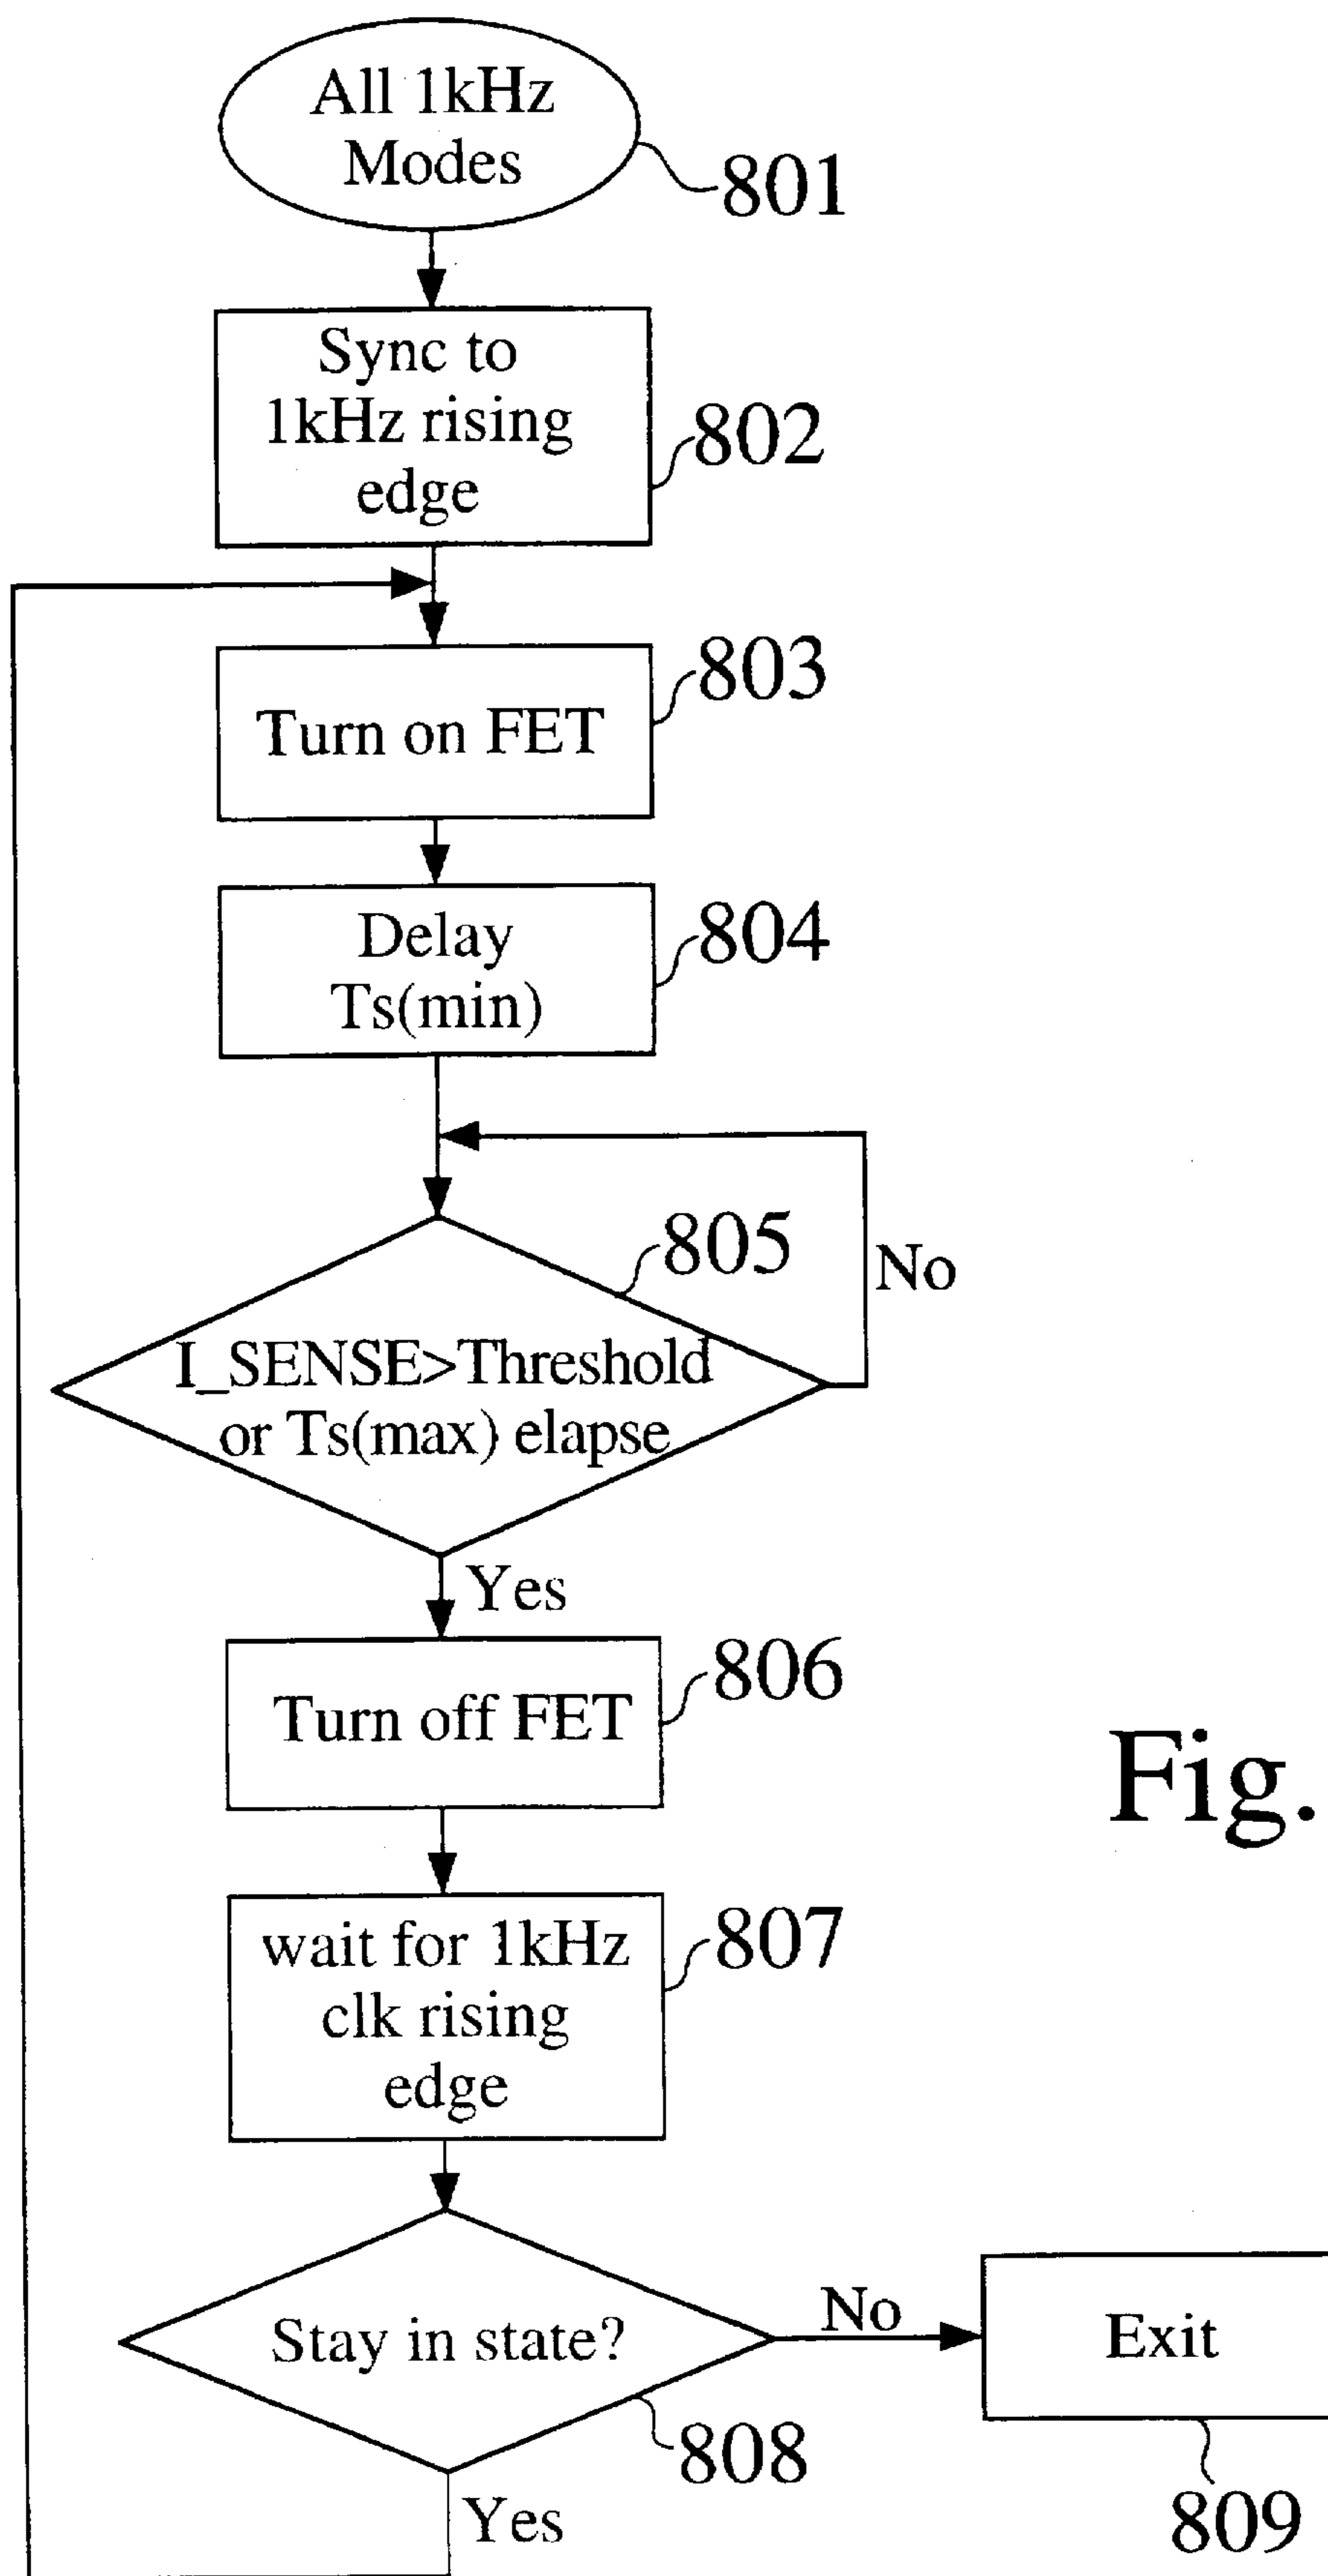 All 1kHz
Modes
801
Sync to
1kHz rising
edge
802
803
Turn on FET
804
Delay
Ts(min)
805
No
I_SENSE>Threshold
or Ts(max) elapse
Yes
806
Turn off FET
Fig.
807
wait for 1kHz
clk rising
edge
No
Stay in state?
Exit
808
809
Yes